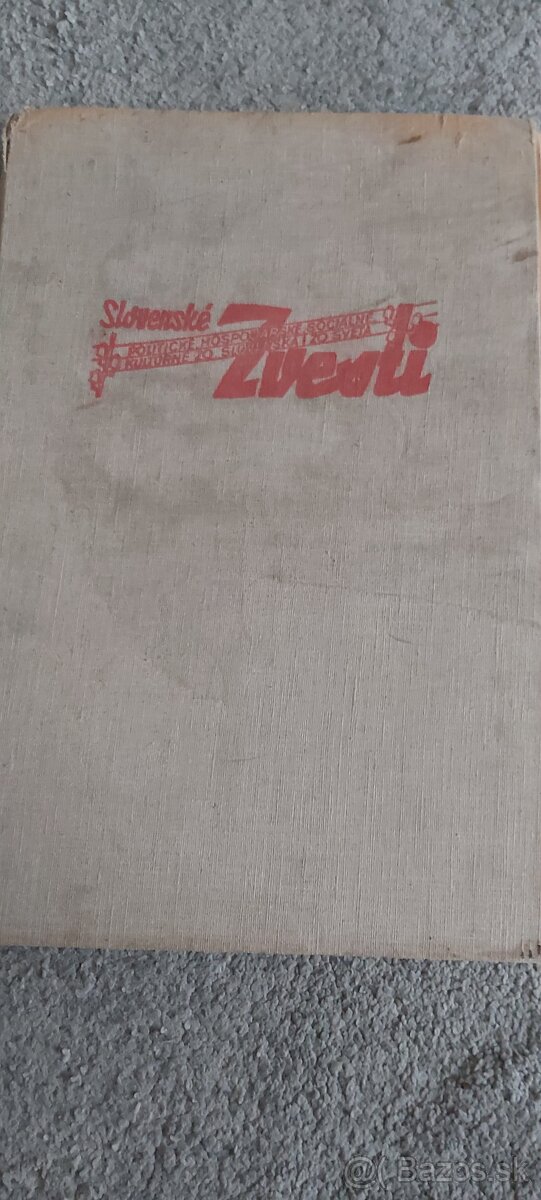 Slovenské
Zvesti
POLITICKÉ, HOSPODÁRSKE, SOCIÁLNE
KULTÚRNE ZO SLOVENSKA I ZO SVETA
Bazos.sk